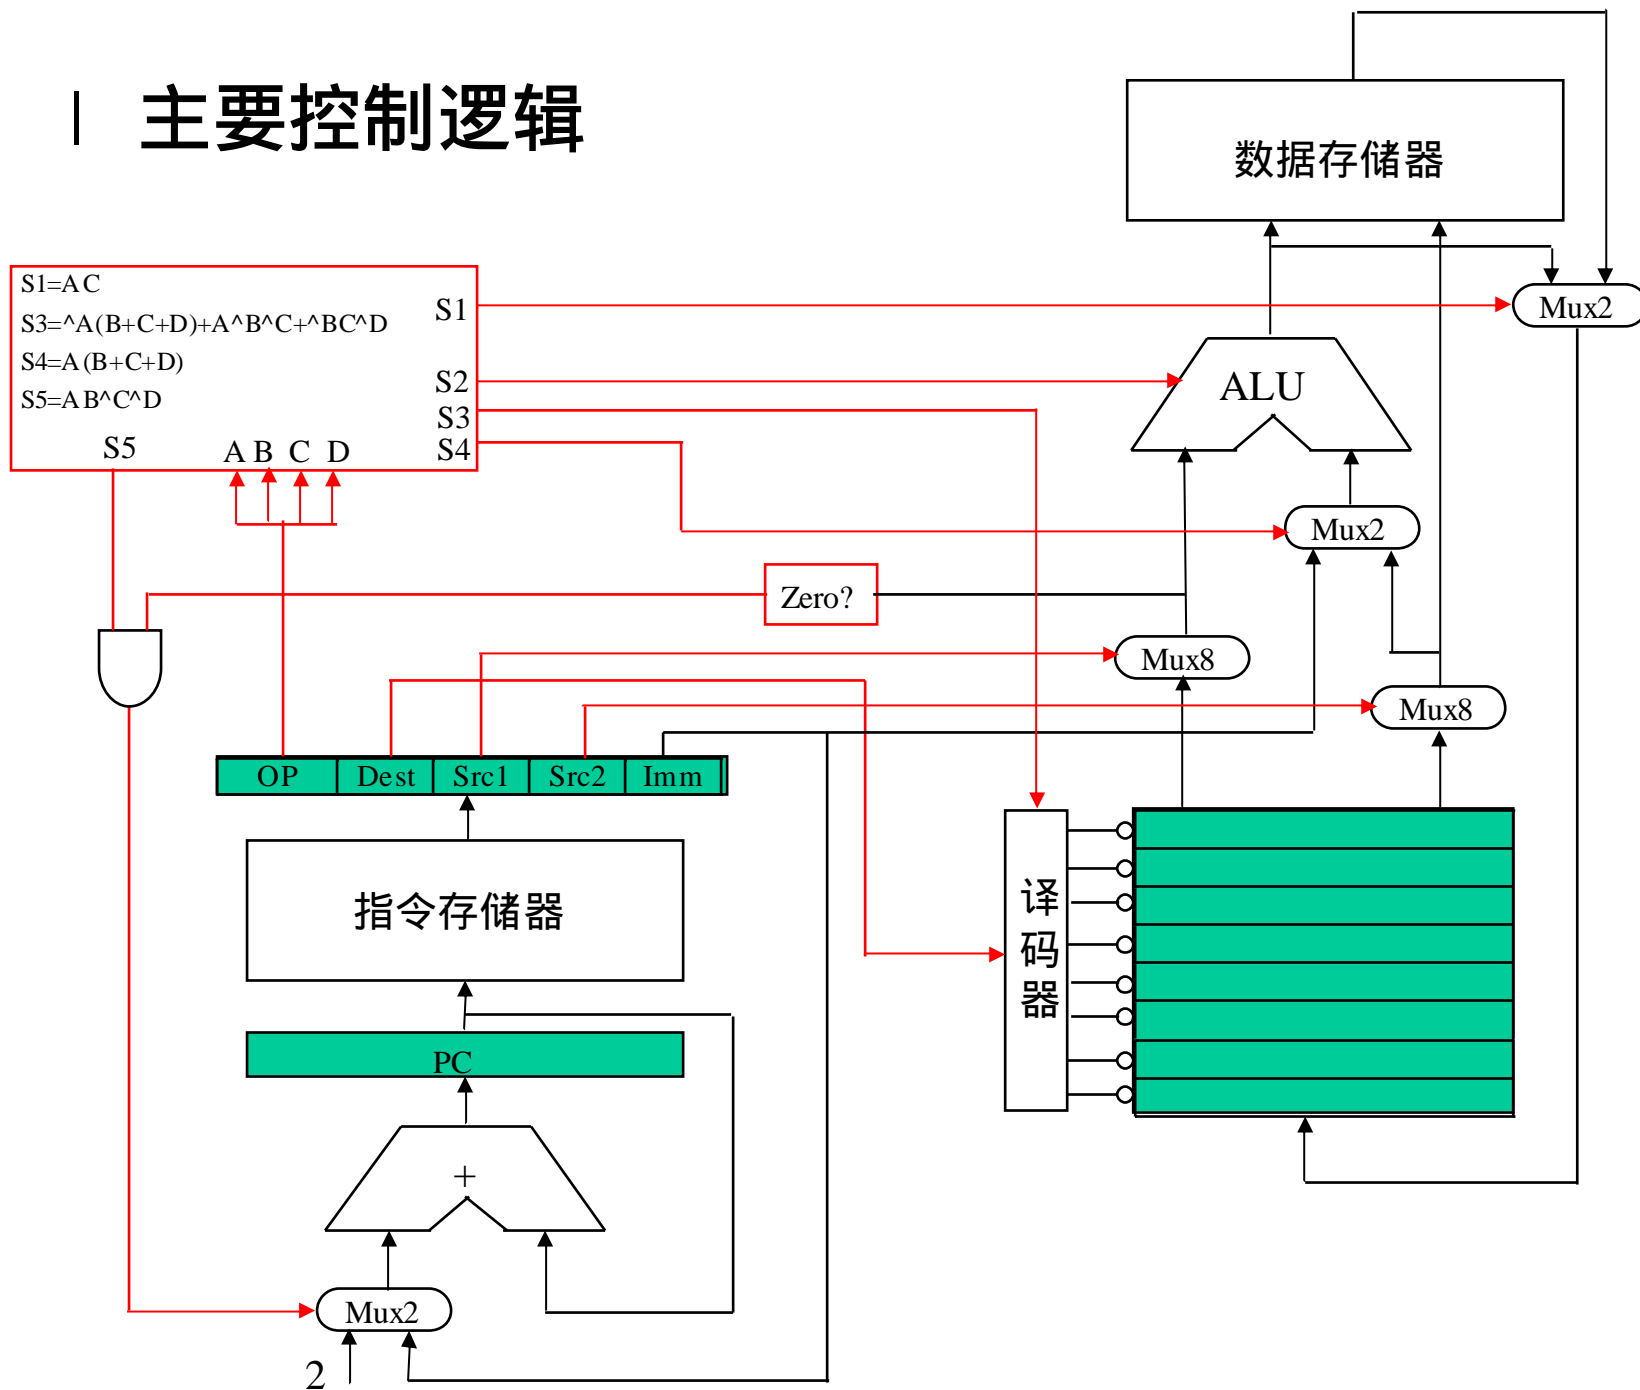 主要控制逻辑
数据存储器
S1=AC
S1
Mux2
S3=^A(B+C+D)+A^B^C+^BC^D
S4=A(B+C+D)
S2
ALU
S5=AB^C^D
S3
S5
A B C D
S4
Mux2
Zero?
Mux8
Mux8
OP Dest Src1 Src2 Imm
指令存储器
译码器
PC
+
Mux2
2